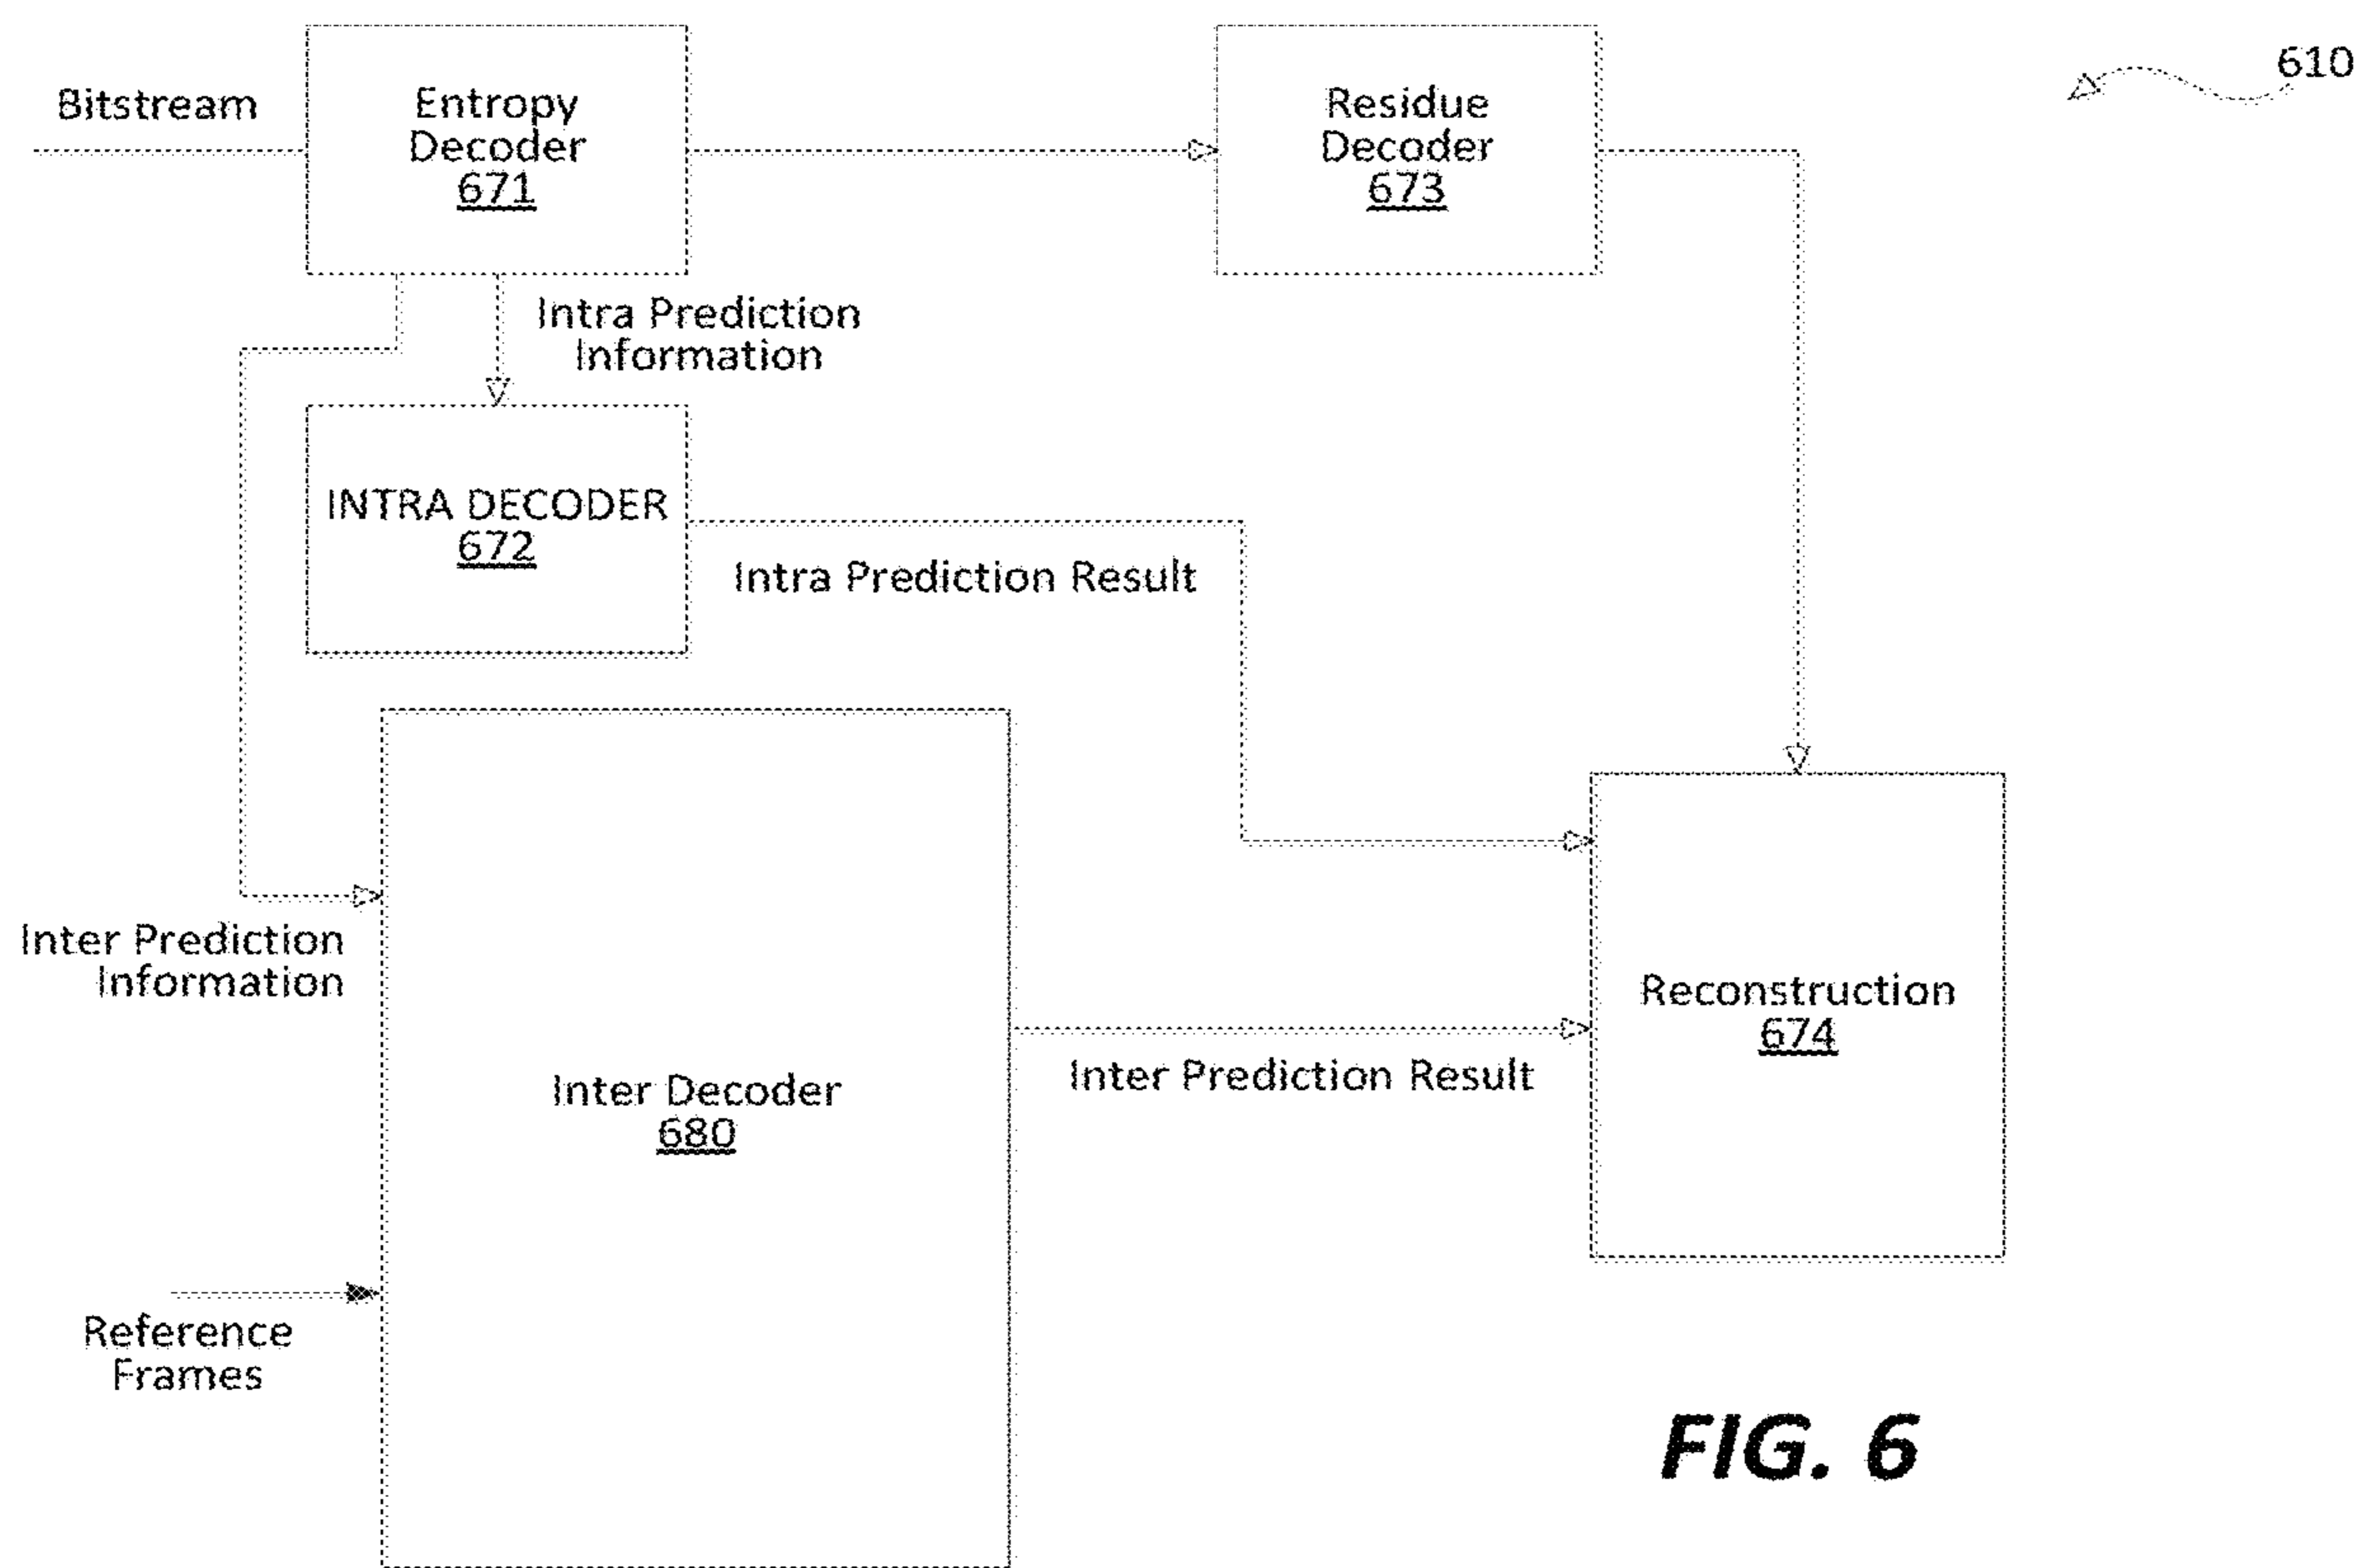 610
Bitstream
Entropy
Decoder
671
Residue
Decoder
673
Intra Prediction
Information
INTRA DECODER
672
Intra Prediction Result
Inter Prediction
Information
Inter Decoder
680
Inter Prediction Result
Reconstruction
674
Reference
Frames
FIG. 6